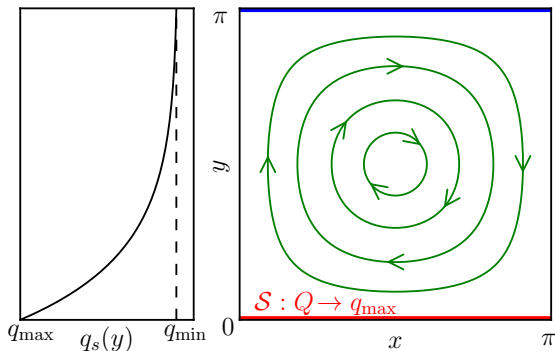 π
y
S : Q → q_max
0
q_max
q_s(y)
q_min
x
π